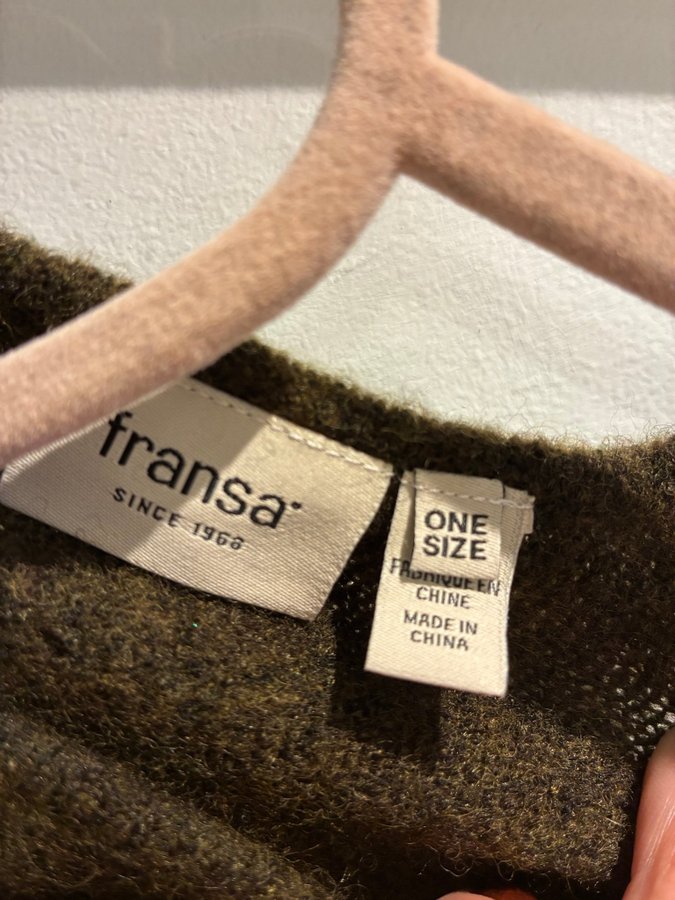 fransa
SINCE 1968
ONE
SIZE
FABRIQUE EN
CHINE
MADE IN
CHINA